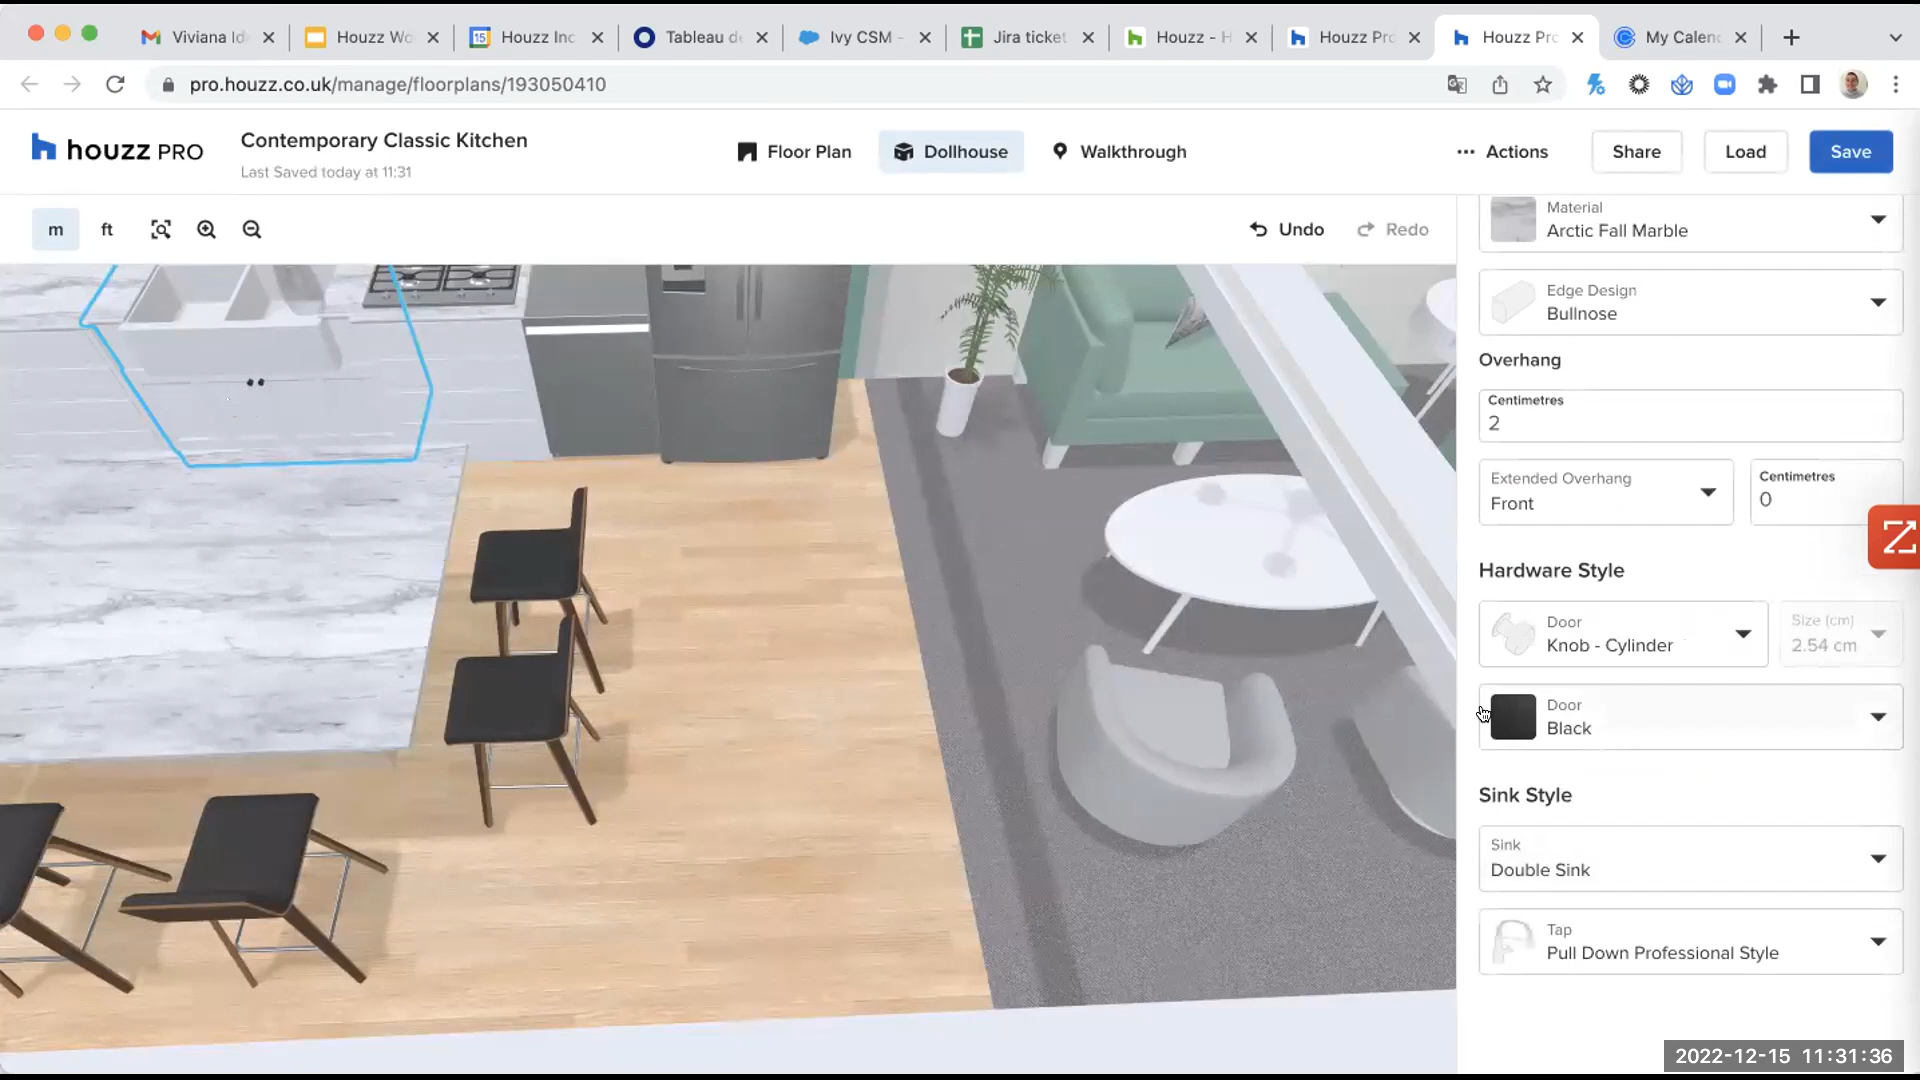 Viviana Id
Houzz Wo
15
Houzz Inc
Tableau de
Ivy CSM -
Jira ticket
Houzz - H
Houzz Pro
Houzz Pro
My Calen
pro.houzz.co.uk/manage/floorplans/193050410
houzz PRO
Contemporary Classic Kitchen
Last Saved today at 11:31
Floor Plan
Dollhouse
Walkthrough
Actions
Share
Load
Save
m
ft
Undo
Redo
Material
Arctic Fall Marble
Edge Design
Bullnose
Overhang
Centimetres
2
Extended Overhang
Front
Centimetres
0
Hardware Style
Door
Knob - Cylinder
Size (cm)
2.54 cm
Door
Black
Sink Style
Sink
Double Sink
Tap
Pull Down Professional Style
2022-12-15 11:31:36